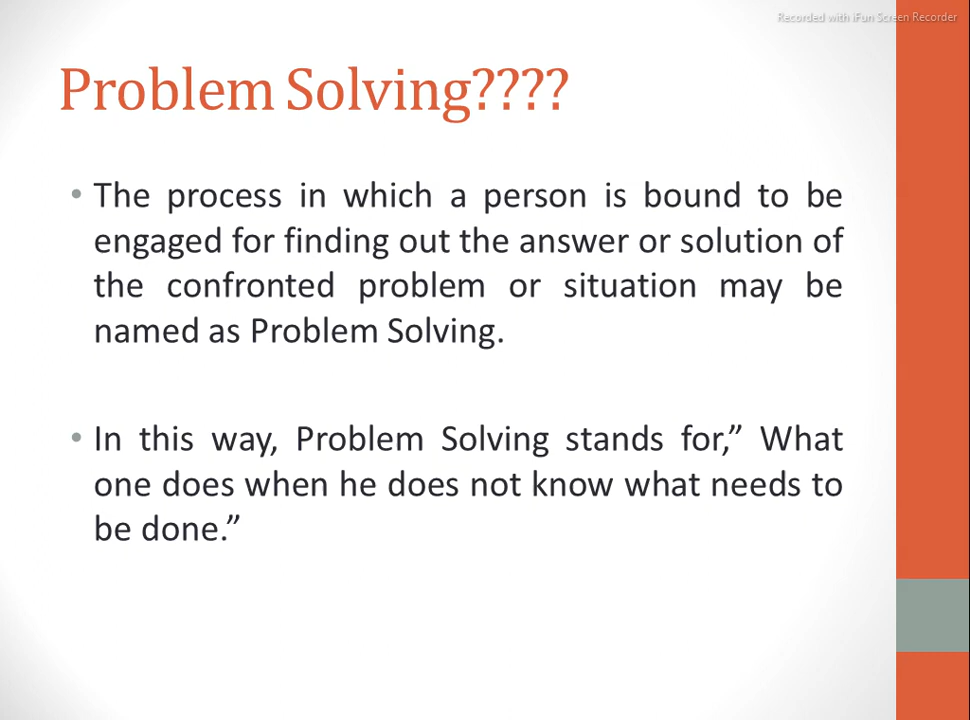 Recorded with iFun Screen Recorder
Problem Solving????
• The process in which a person is bound to be
engaged for finding out the answer or solution of
the confronted problem or situation may be
named as Problem Solving.
• In this way, Problem Solving stands for,” What
one does when he does not know what needs to
be done.”